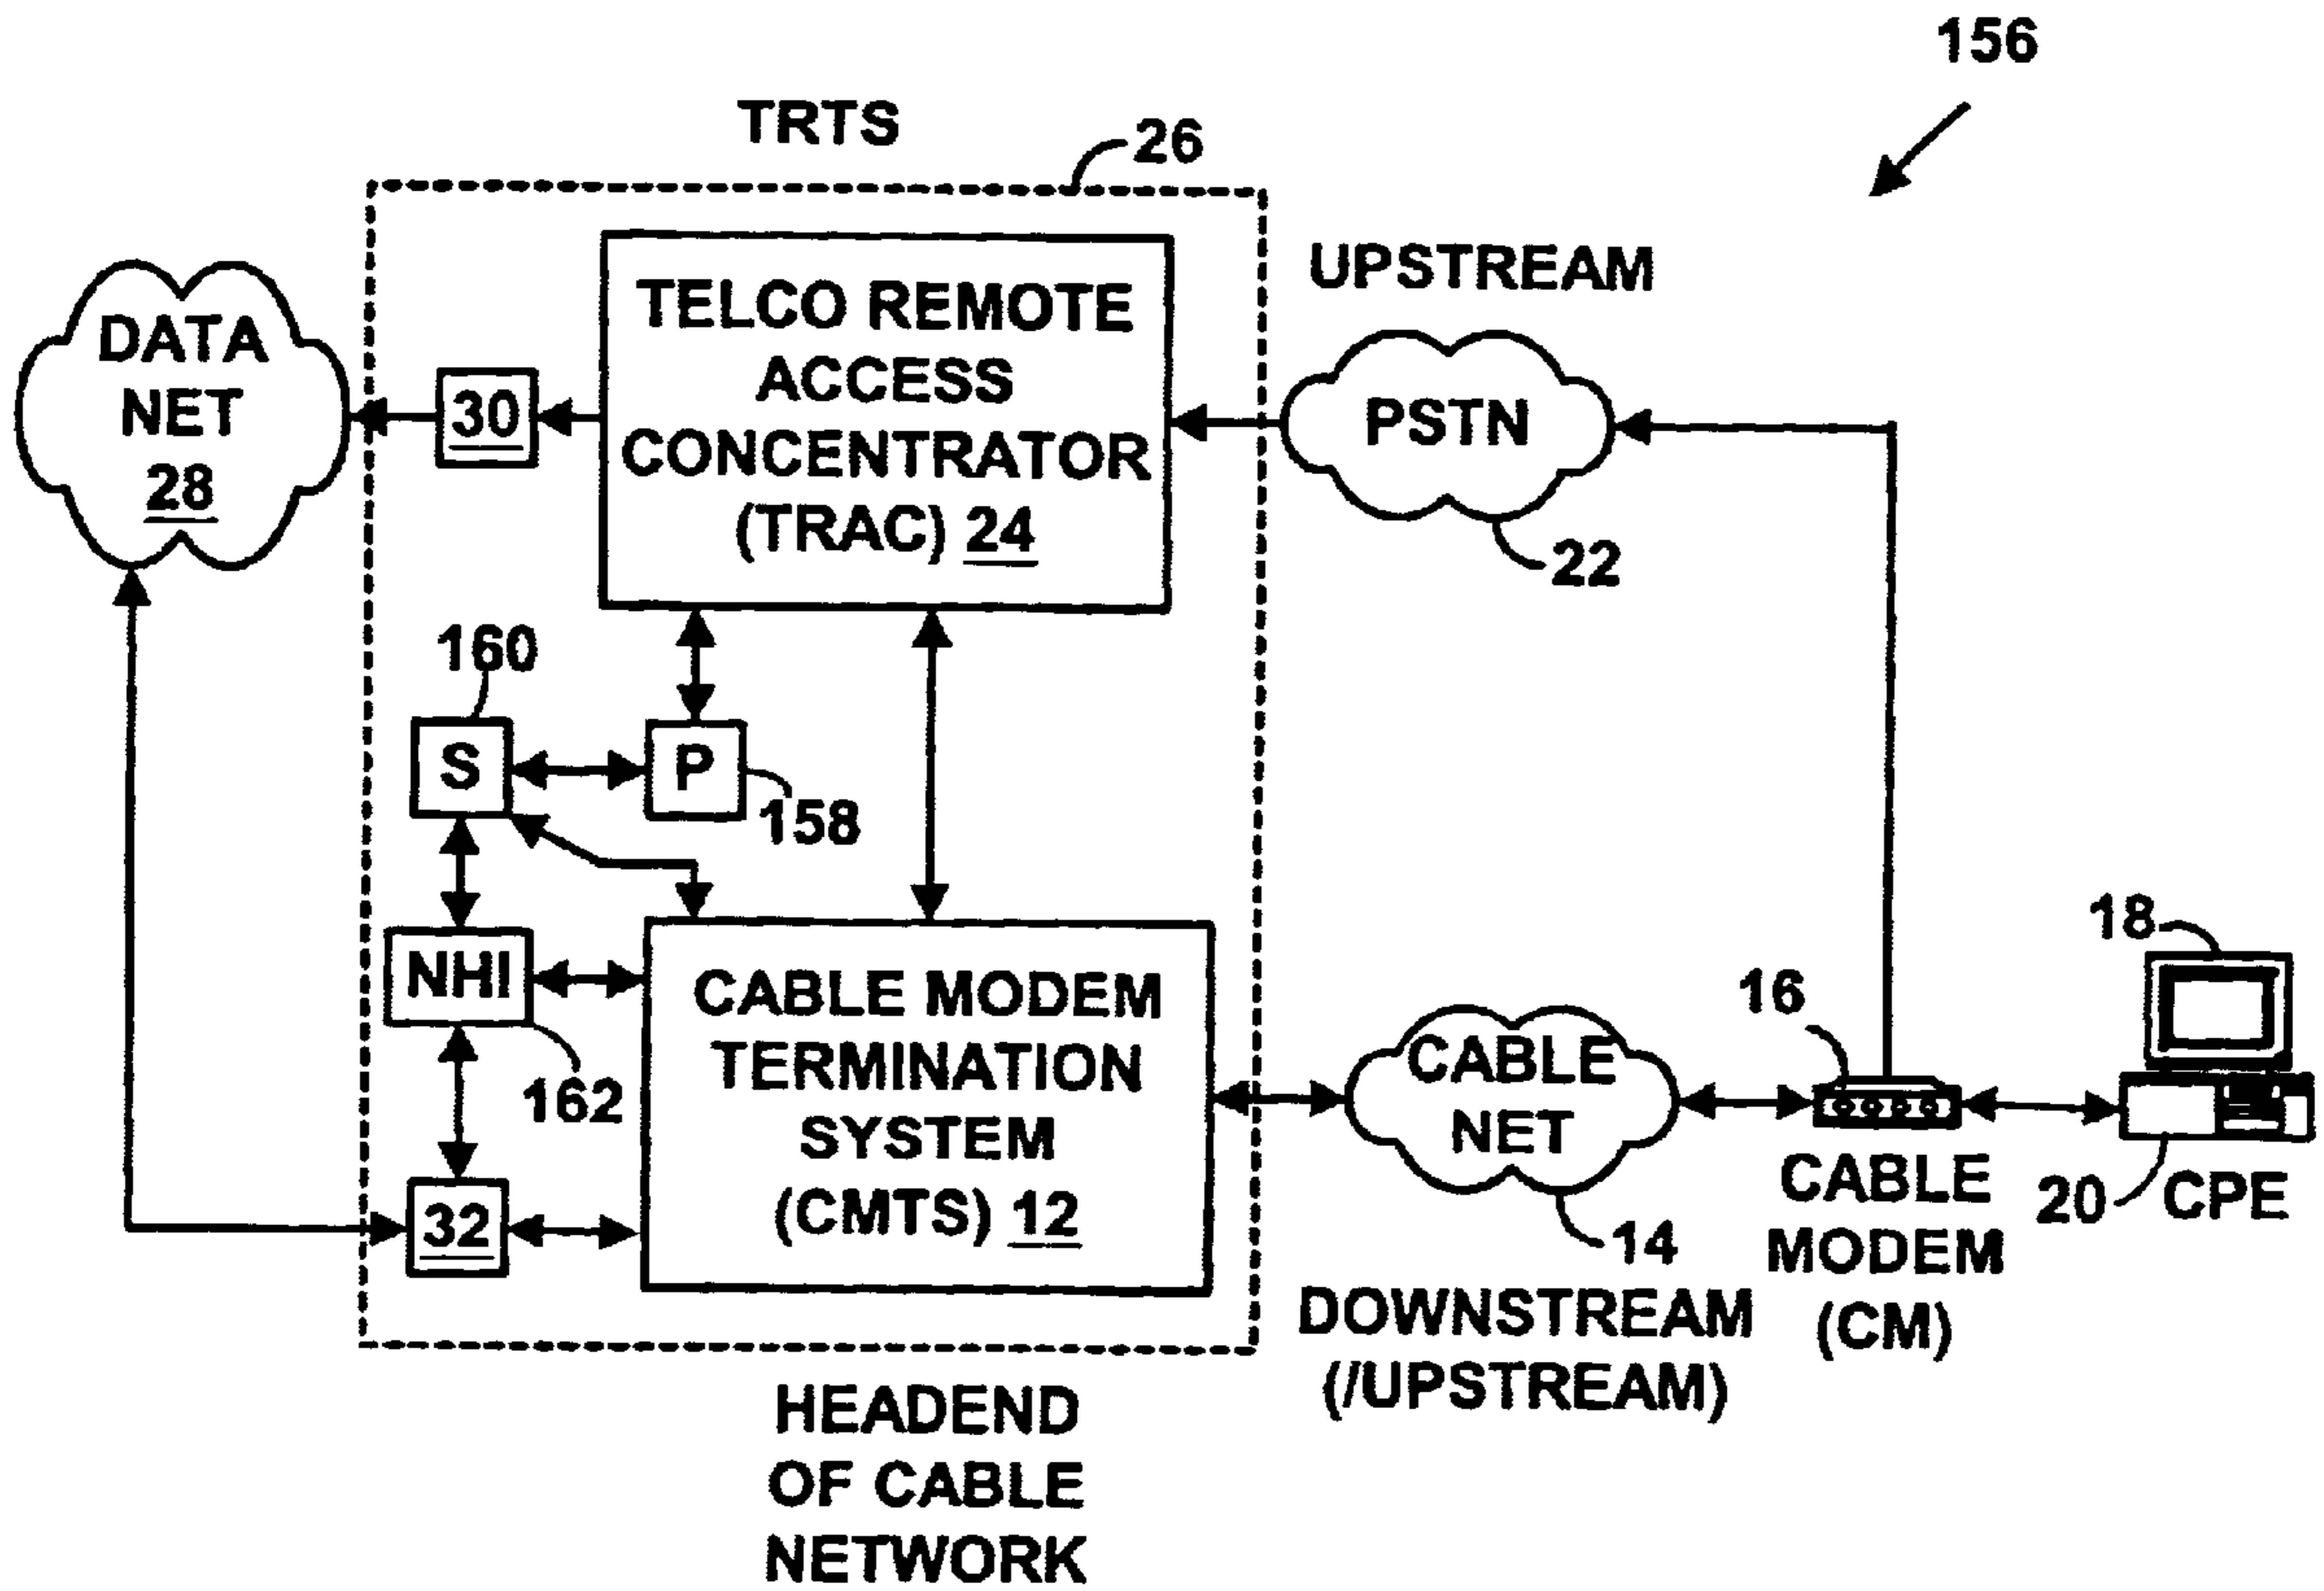 156
TRTS
26
UPSTREAM
TELCO REMOTE
ACCESS
CONCENTRATOR
(TRAC) 24
DATA
NET
28
30
PSTN
22
160
S
P
158
NHI
162
32
CABLE MODEM
TERMINATION
SYSTEM
(CMTS) 12
CABLE
NET
14
DOWNSTREAM
(/UPSTREAM)
16
CABLE
MODEM
(CM)
18
20
CPE
HEADEND
OF CABLE
NETWORK